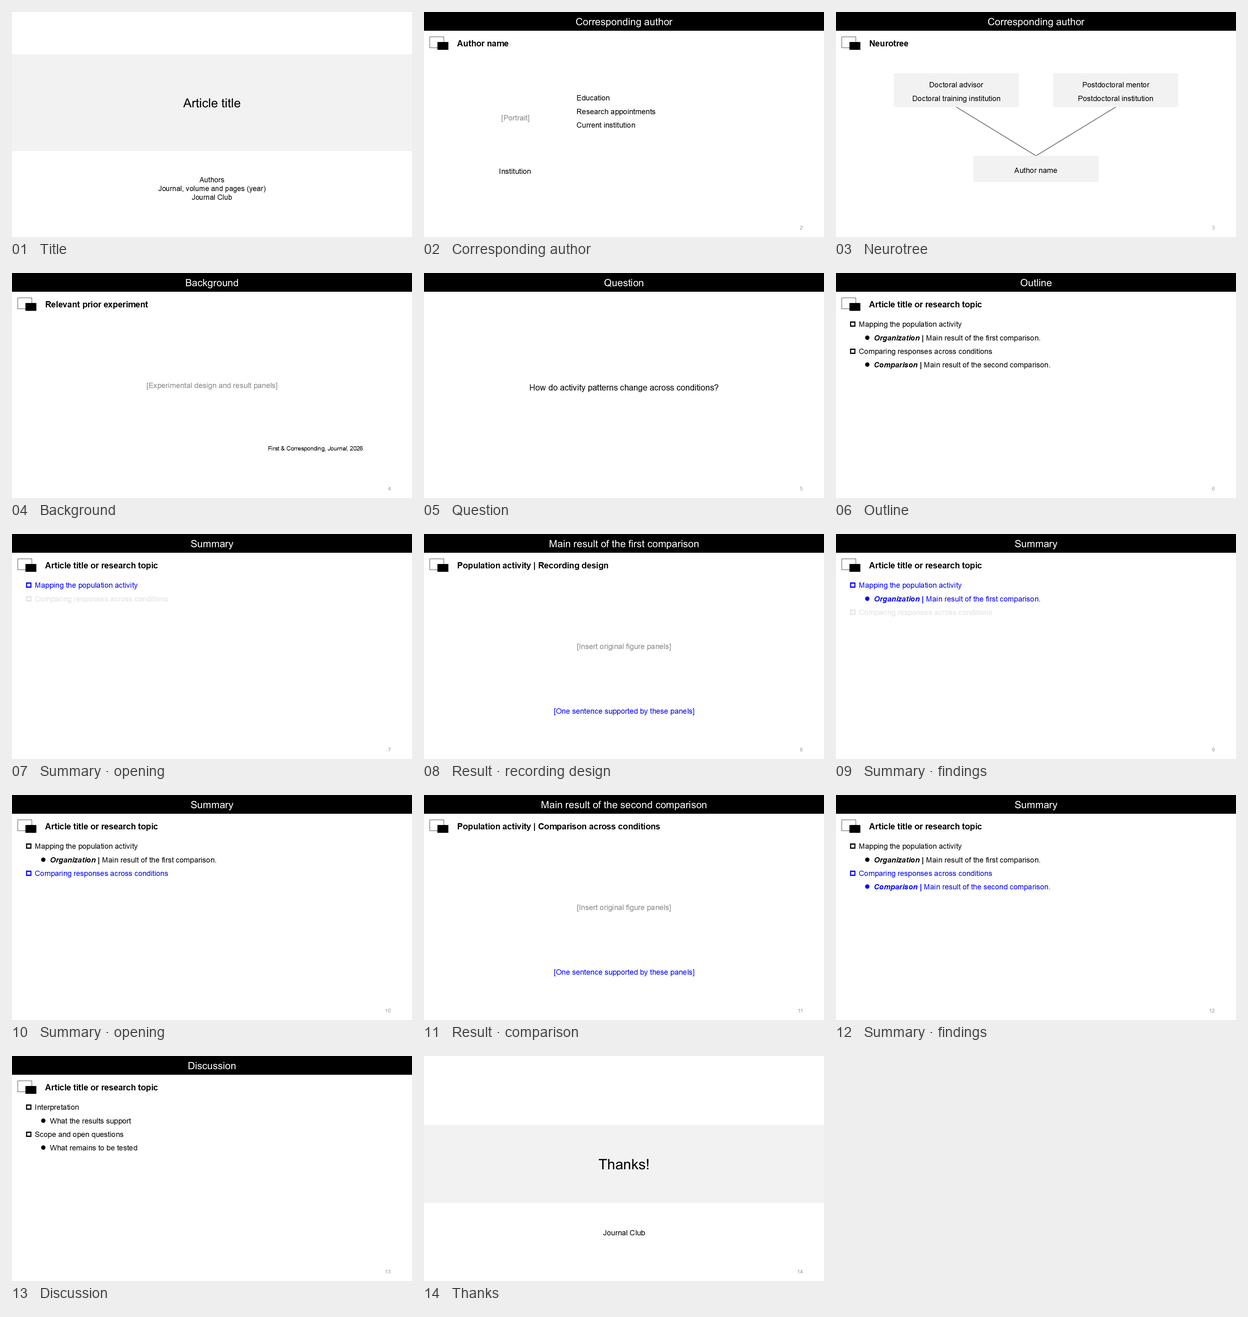 Article title
Authors
Journal, volume and pages (year)
Journal Club
01 Title
Corresponding author
Author name
[Portrait]
Education
Research appointments
Current institution
Institution
2
02 Corresponding author
Corresponding author
Neurotree
Doctoral advisor
Doctoral training institution
Postdoctoral mentor
Postdoctoral institution
Author name
3
03 Neurotree
Background
Relevant prior experiment
[Experimental design and result panels]
First & Corresponding, Journal, 2026
4
04 Background
Question
How do activity patterns change across conditions?
5
05 Question
Outline
Article title or research topic
Mapping the population activity
Organization | Main result of the first comparison.
Comparing responses across conditions
Comparison | Main result of the second comparison.
6
06 Outline
Summary
Article title or research topic
Mapping the population activity
Comparing responses across conditions
7
07 Summary · opening
Main result of the first comparison
Population activity | Recording design
[Insert original figure panels]
[One sentence supported by these panels]
8
08 Result · recording design
Summary
Article title or research topic
Mapping the population activity
Organization | Main result of the first comparison.
Comparing responses across conditions
9
09 Summary · findings
Summary
Article title or research topic
Mapping the population activity
Organization | Main result of the first comparison.
Comparing responses across conditions
10
10 Summary · opening
Main result of the second comparison
Population activity | Comparison across conditions
[Insert original figure panels]
[One sentence supported by these panels]
11
11 Result · comparison
Summary
Article title or research topic
Mapping the population activity
Organization | Main result of the first comparison.
Comparing responses across conditions
Comparison | Main result of the second comparison.
12
12 Summary · findings
Discussion
Article title or research topic
Interpretation
What the results support
Scope and open questions
What remains to be tested
13
13 Discussion
Thanks!
Journal Club
14
14 Thanks